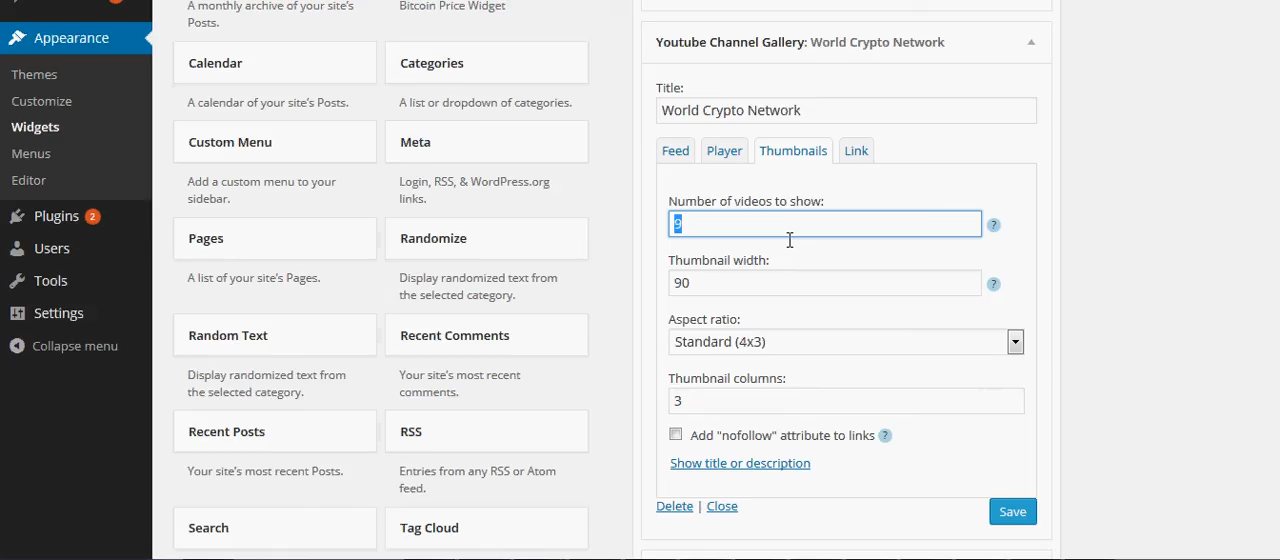 Appearance
Themes
Customize
Widgets
Menus
Editor
Plugins 2
Users
Tools
Settings
Collapse menu
A monthly archive of your site's
Posts.
Calendar
A calendar of your site's Posts.
Custom Menu
Add a custom menu to your
sidebar.
Pages
A list of your site's Pages.
Random Text
Display randomized text from
the selected category.
Recent Posts
Your site's most recent Posts.
Search
Bitcoin Price Widget
Categories
A list or dropdown of categories.
Meta
Login, RSS, & WordPress.org
links.
Randomize
Display randomized text from
the selected category.
Recent Comments
Your site's most recent
comments.
RSS
Entries from any RSS or Atom
feed.
Tag Cloud
Youtube Channel Gallery: World Crypto Network
Title:
World Crypto Network
Feed Player Thumbnails Link
Number of videos to show:
9 ?
Thumbnail width:
90 ?
Aspect ratio:
Standard (4x3)
Thumbnail columns:
3
Add "nofollow" attribute to links ?
Show title or description
Delete | Close Save